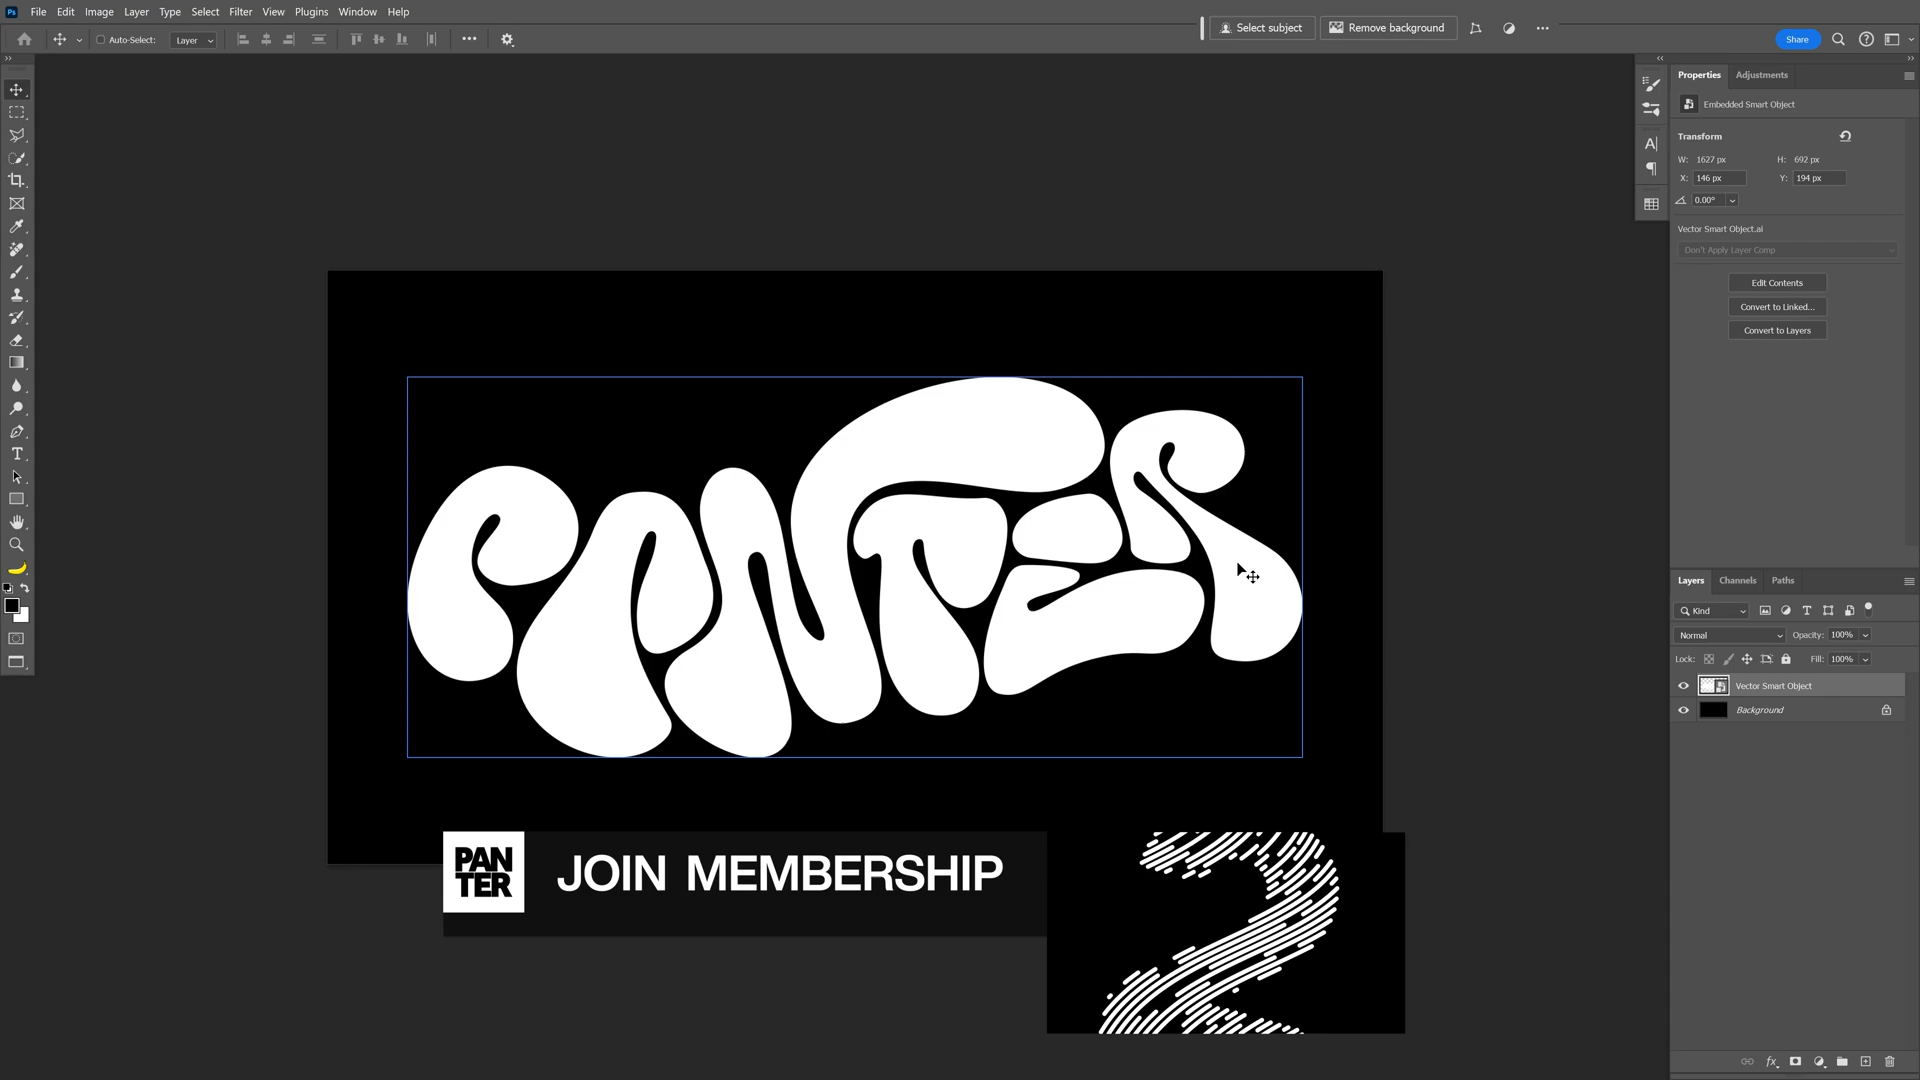 Ps File Edit Image Layer Type Select Filter View Plugins Window Help
Select subject Remove background
Auto-Select: Layer
Share
Properties Adjustments
Embedded Smart Object
Transform
W: 1627 px H: 692 px
X: 146 px Y: 194 px
0.00°
Vector Smart Object.ai
Don't Apply Layer Comp
Edit Contents
Convert to Linked...
Convert to Layers
PANTER
Layers Channels Paths
Kind
Normal Opacity: 100%
Lock: Fill: 100%
Vector Smart Object
Background
PAN
TER
JOIN MEMBERSHIP
2